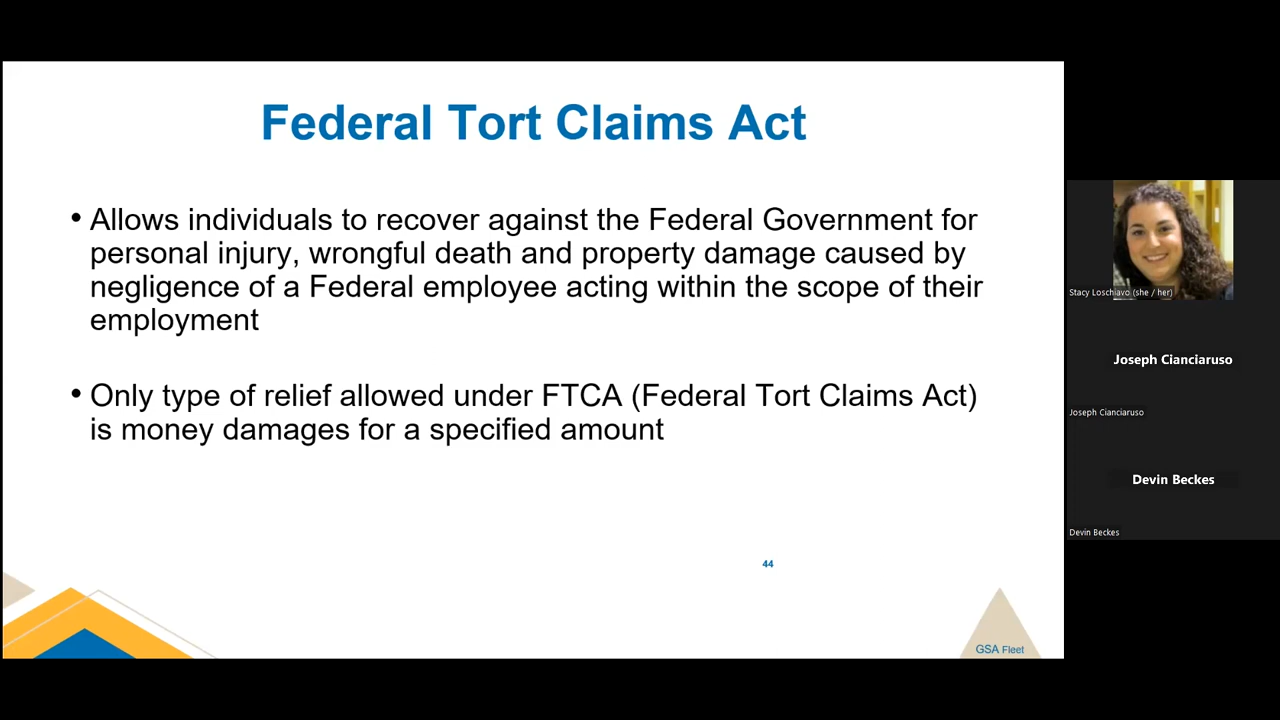 Federal Tort Claims Act
• Allows individuals to recover against the Federal Government for
personal injury, wrongful death and property damage caused by
negligence of a Federal employee acting within the scope of their
employment
• Only type of relief allowed under FTCA (Federal Tort Claims Act)
is money damages for a specified amount
44
GSA Fleet
Stacy Loschiavo (she / her)
Joseph Cianciaruso
Joseph Cianciaruso
Devin Beckes
Devin Beckes